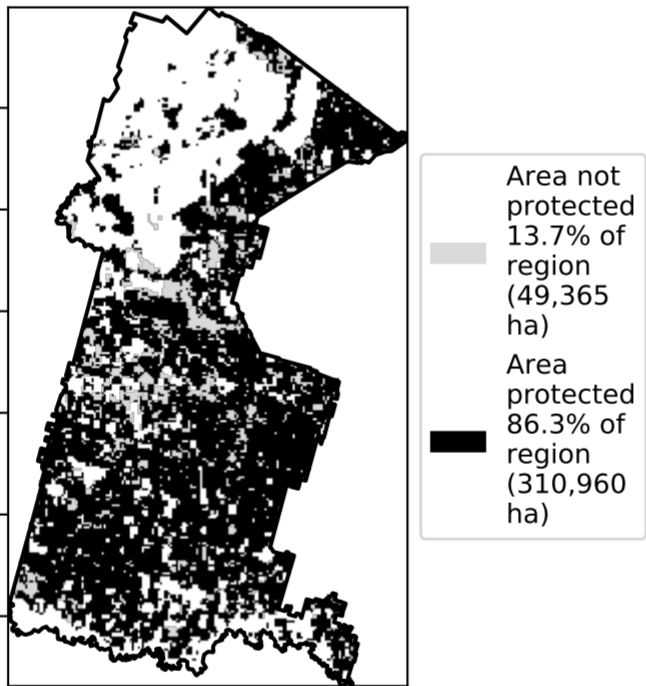 Area not
protected
13.7% of
region
(49,365
ha)
Area
protected
86.3% of
region
(310,960
ha)